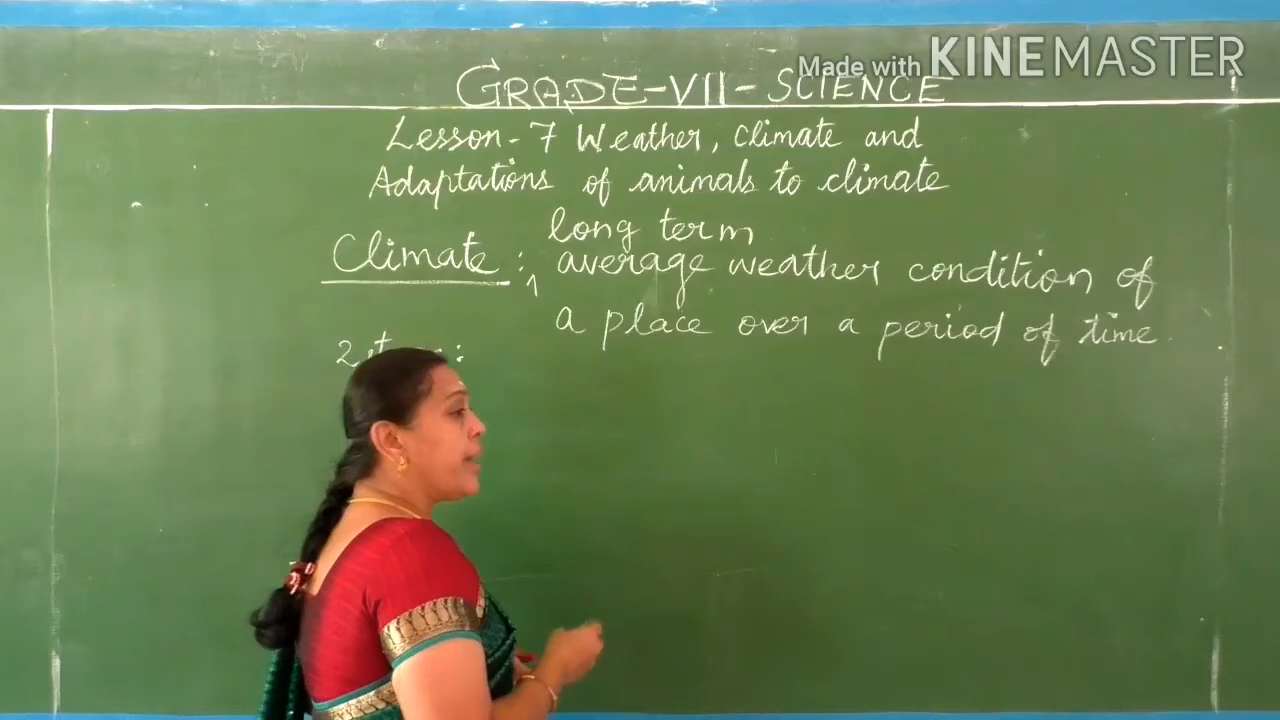 Made with KINEMASTER
GRADE-VII-SCIENCE
Lesson-7 Weather, climate and
Adaptations of animals to climate
long term
Climate : average weather condition of
a place over a period of time.